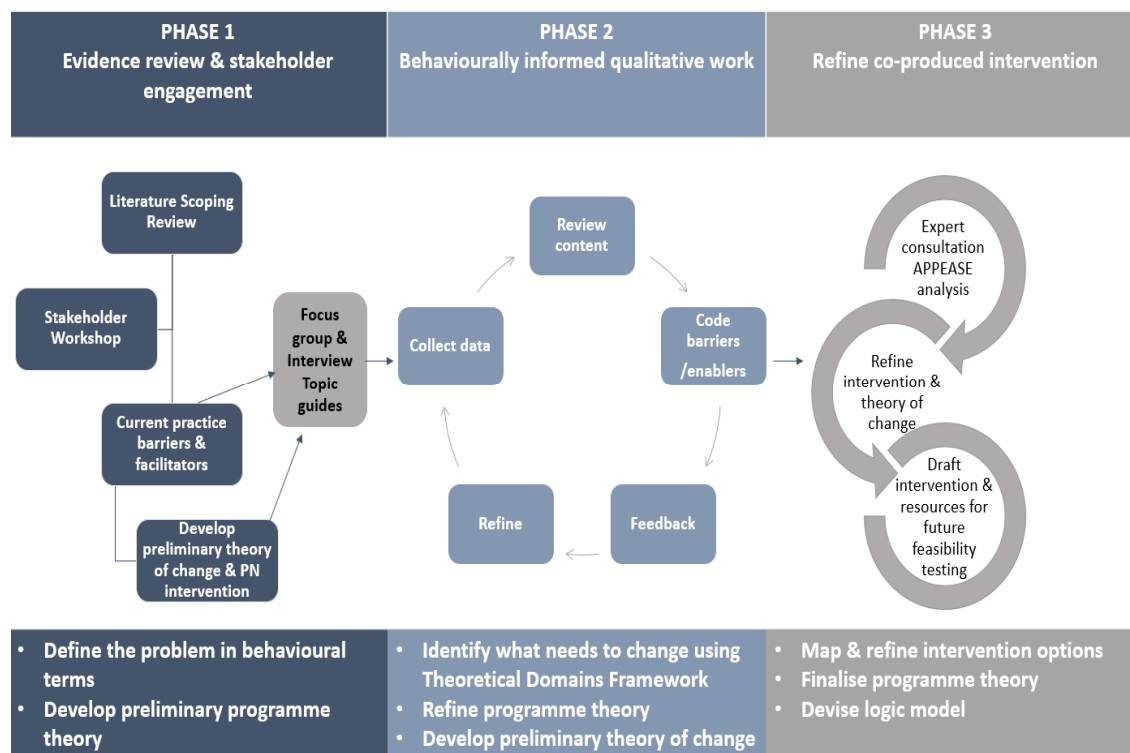 PHASE 1
Evidence review & stakeholder
engagement
PHASE 2
Behaviourally informed qualitative work
PHASE 3
Refine co-produced intervention
Literature Scoping
Review
Stakeholder
Workshop
Current practice
barriers &
facilitators
Develop
preliminary theory
of change & PN
intervention
Focus
group &
Interview
Topic
guides
Collect data
Review
content
Code
barriers
/enablers
Feedback
Refine
Expert
consultation
APPEASE
analysis
Refine
intervention &
theory of
change
Draft
intervention &
resources for
future
feasibility
testing
• Define the problem in behavioural
terms
• Develop preliminary programme
theory
• Identify what needs to change using
Theoretical Domains Framework
• Refine programme theory
• Develop preliminary theory of change
• Map & refine intervention options
• Finalise programme theory
• Devise logic model